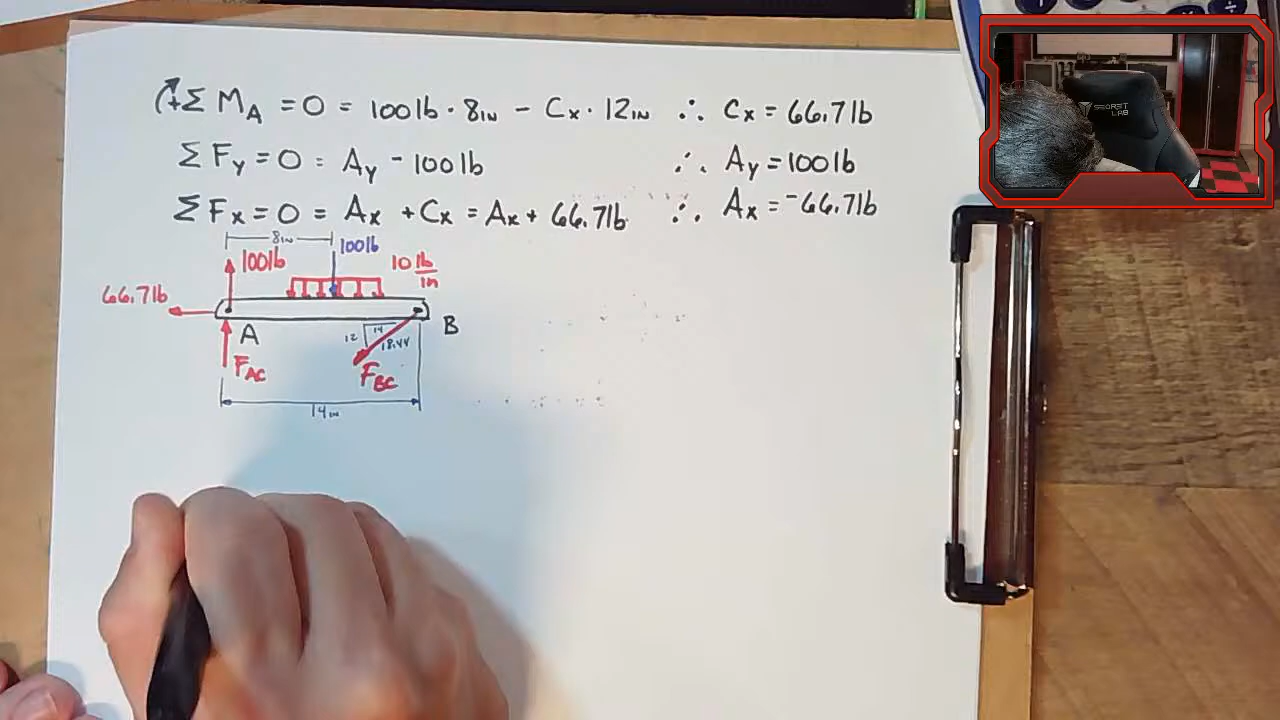 +ΣM_A = 0 = 100lb · 8in − Cx · 12in ∴ Cx = 66.7lb
ΣFy = 0 = Ay − 100lb ∴ Ay = 100lb
ΣFx = 0 = Ax + Cx = Ax + 66.7lb ∴ Ax = -66.7lb
8in 100lb
100lb 10 lb/in
66.7lb
A B
12 14 18.44
F_AC F_BC
14in
SECRET LAB